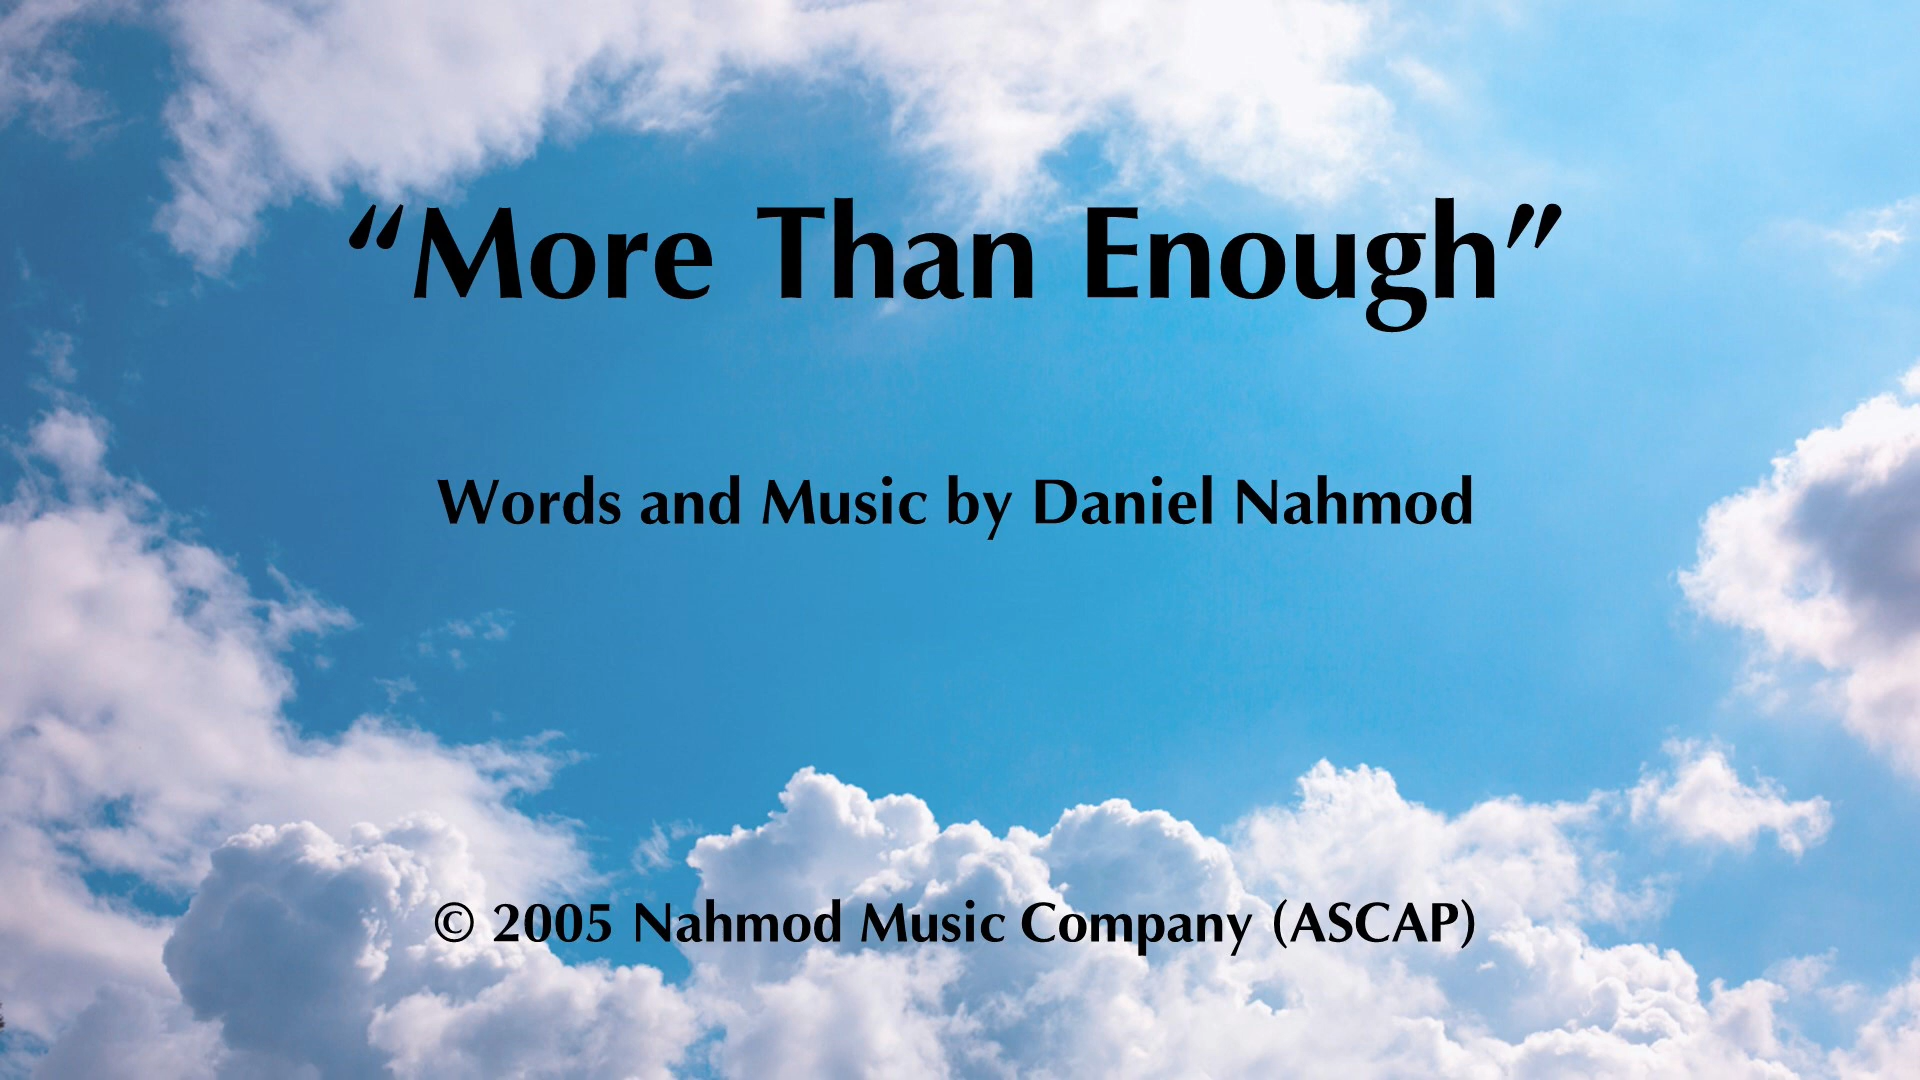 “More Than Enough”
Words and Music by Daniel Nahmod
© 2005 Nahmod Music Company (ASCAP)